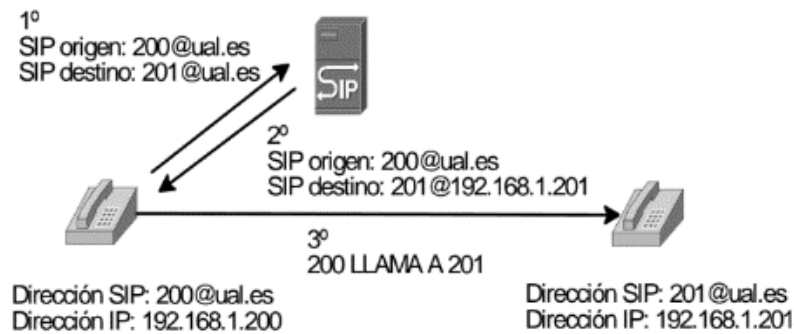 1º
SIP origen: 200@ual.es
SIP destino: 201@ual.es
SIP
2º
SIP origen: 200@ual.es
SIP destino: 201@192.168.1.201
3º
200 LLAMA A 201
Dirección SIP: 200@ual.es
Dirección IP: 192.168.1.200
Dirección SIP: 201@ual.es
Dirección IP: 192.168.1.201